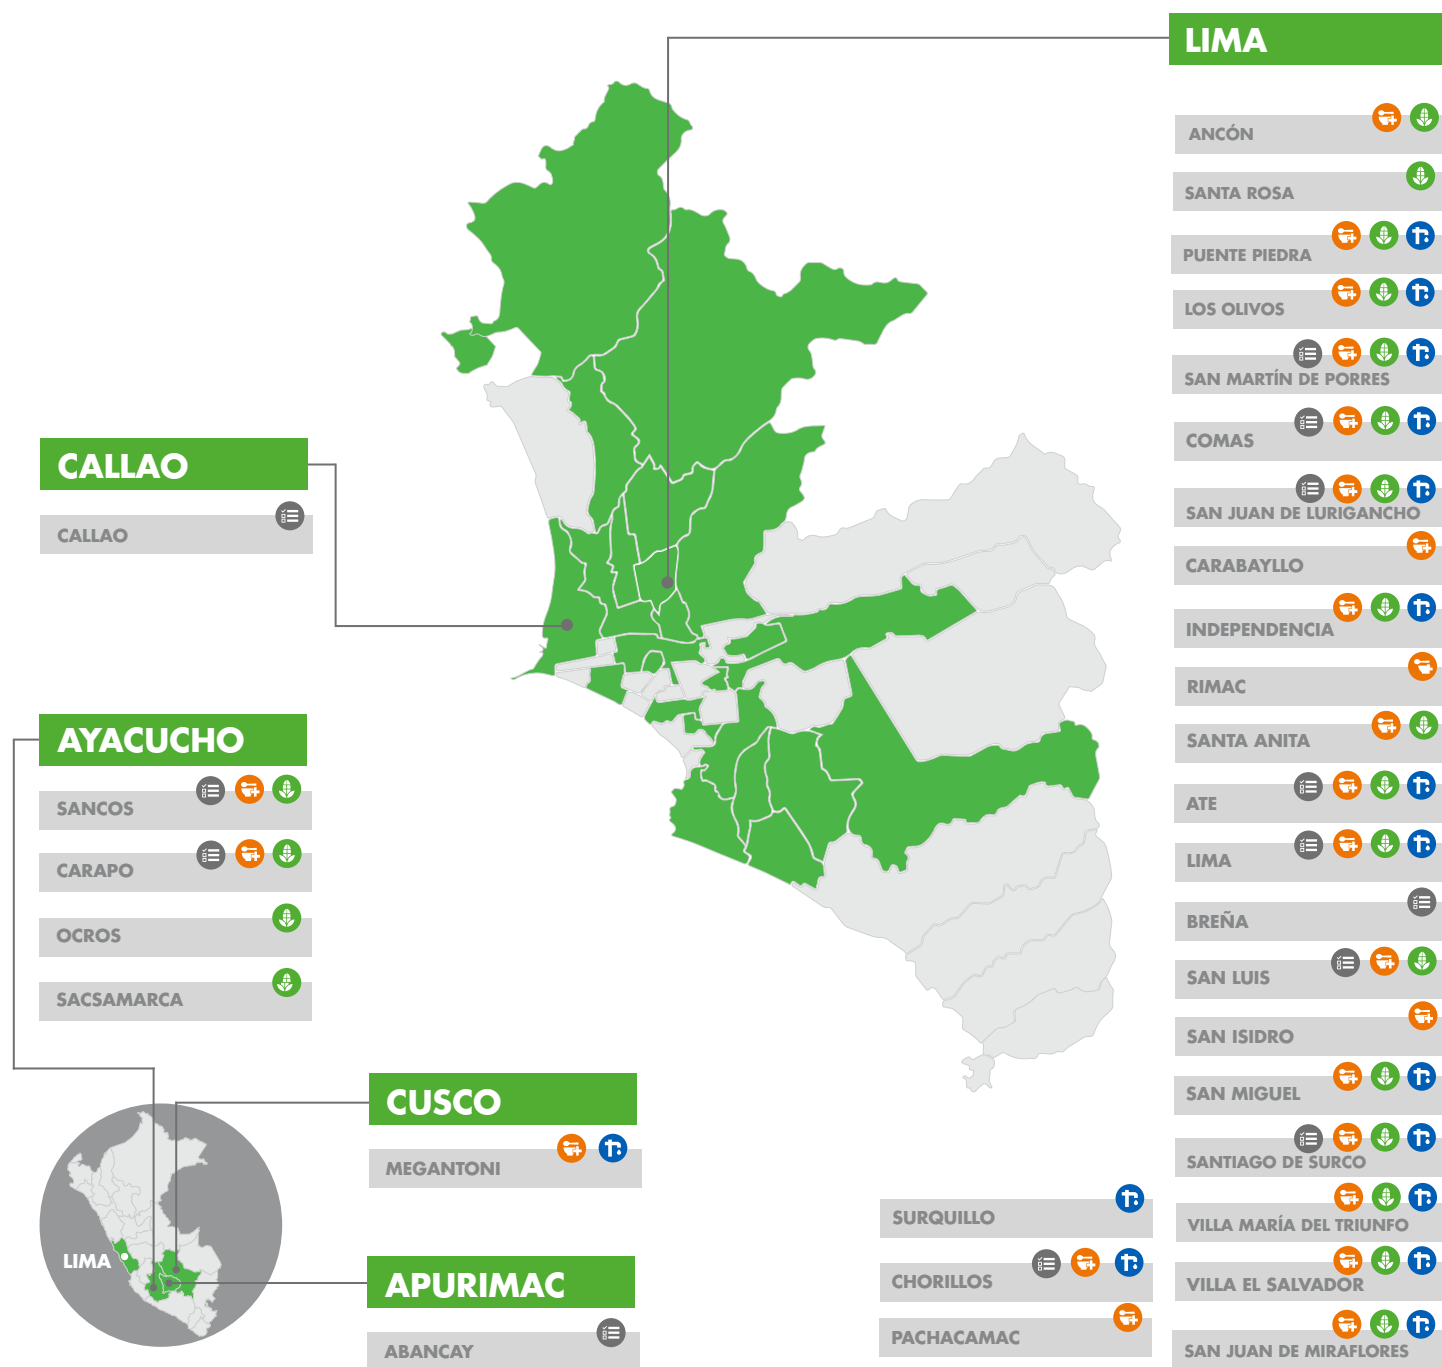 LIMA
ANCÓN
SANTA ROSA
PUENTE PIEDRA
LOS OLIVOS
SAN MARTÍN DE PORRES
COMAS
SAN JUAN DE LURIGANCHO
CARABAYLLO
INDEPENDENCIA
RIMAC
SANTA ANITA
ATE
LIMA
BREÑA
SAN LUIS
SAN ISIDRO
SAN MIGUEL
SANTIAGO DE SURCO
VILLA MARÍA DEL TRIUNFO
VILLA EL SALVADOR
SAN JUAN DE MIRAFLORES
SURQUILLO
CHORILLOS
PACHACAMAC
CALLAO
CALLAO
AYACUCHO
SANCOS
CARAPO
OCROS
SACSAMARCA
CUSCO
MEGANTONI
APURIMAC
ABANCAY
LIMA